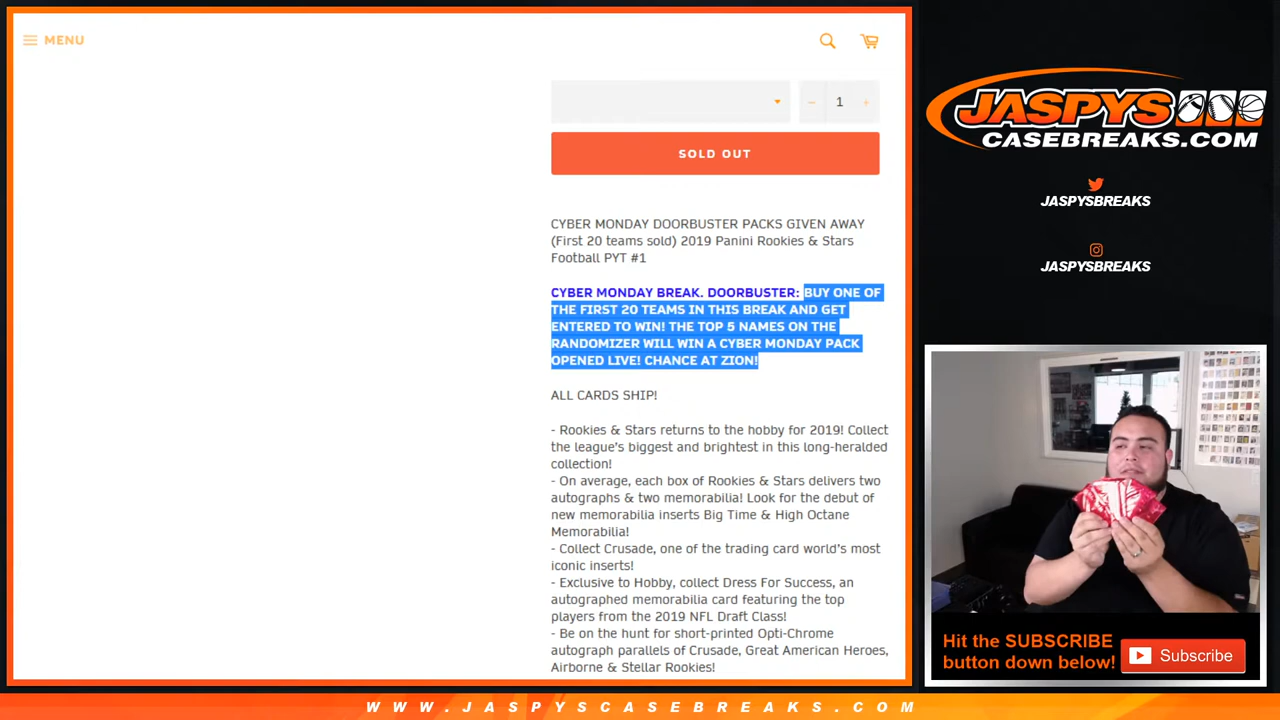 MENU
1
SOLD OUT
CYBER MONDAY DOORBUSTER PACKS GIVEN AWAY
(First 20 teams sold) 2019 Panini Rookies & Stars
Football PYT #1
CYBER MONDAY BREAK. DOORBUSTER: BUY ONE OF
THE FIRST 20 TEAMS IN THIS BREAK AND GET
ENTERED TO WIN! THE TOP 5 NAMES ON THE
RANDOMIZER WILL WIN A CYBER MONDAY PACK
OPENED LIVE! CHANCE AT ZION!
ALL CARDS SHIP!
- Rookies & Stars returns to the hobby for 2019! Collect
the league's biggest and brightest in this long-heralded
collection!
- On average, each box of Rookies & Stars delivers two
autographs & two memorabilia! Look for the debut of
new memorabilia inserts Big Time & High Octane
Memorabilia!
- Collect Crusade, one of the trading card world's most
iconic inserts!
- Exclusive to Hobby, collect Dress For Success, an
autographed memorabilia card featuring the top
players from the 2019 NFL Draft Class!
- Be on the hunt for short-printed Opti-Chrome
autograph parallels of Crusade, Great American Heroes,
Airborne & Stellar Rookies!
JASPYS
CASEBREAKS.COM
JASPYSBREAKS
JASPYSBREAKS
Hit the SUBSCRIBE
button down below!
Subscribe
WWW.JASPYSCASEBREAKS.COM